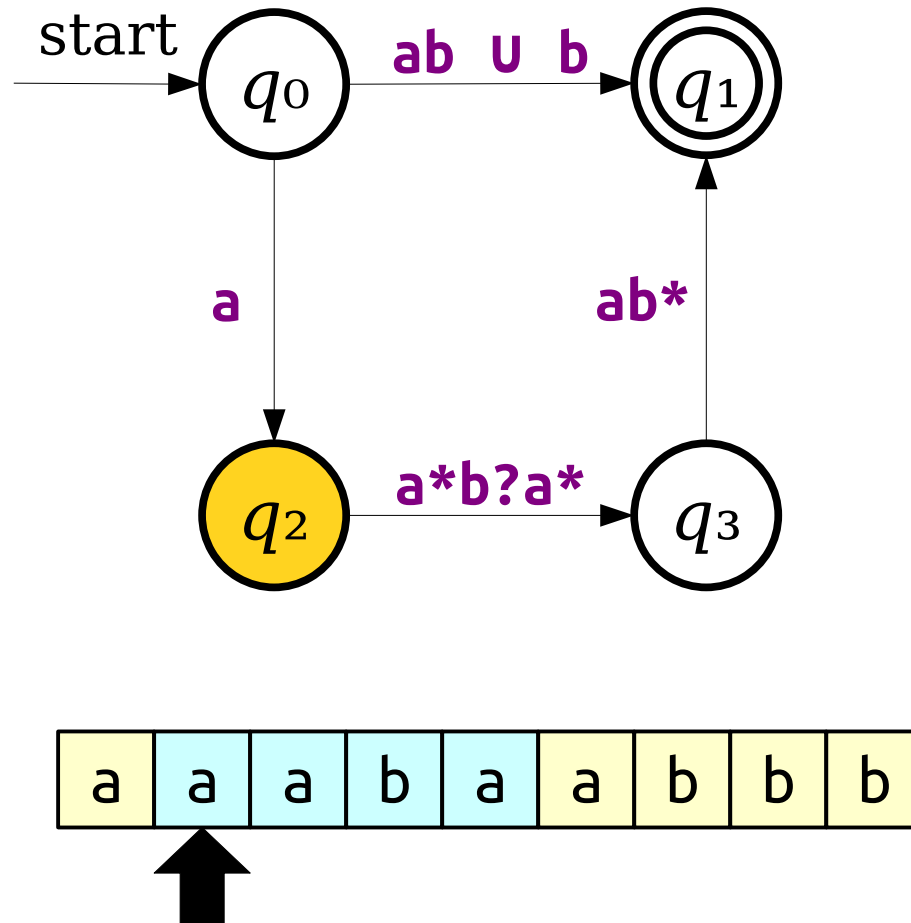 start
ab ∪ b
q₀
q₁
a
ab*
a*b?a*
q₂
q₃
a a a b a a b b b